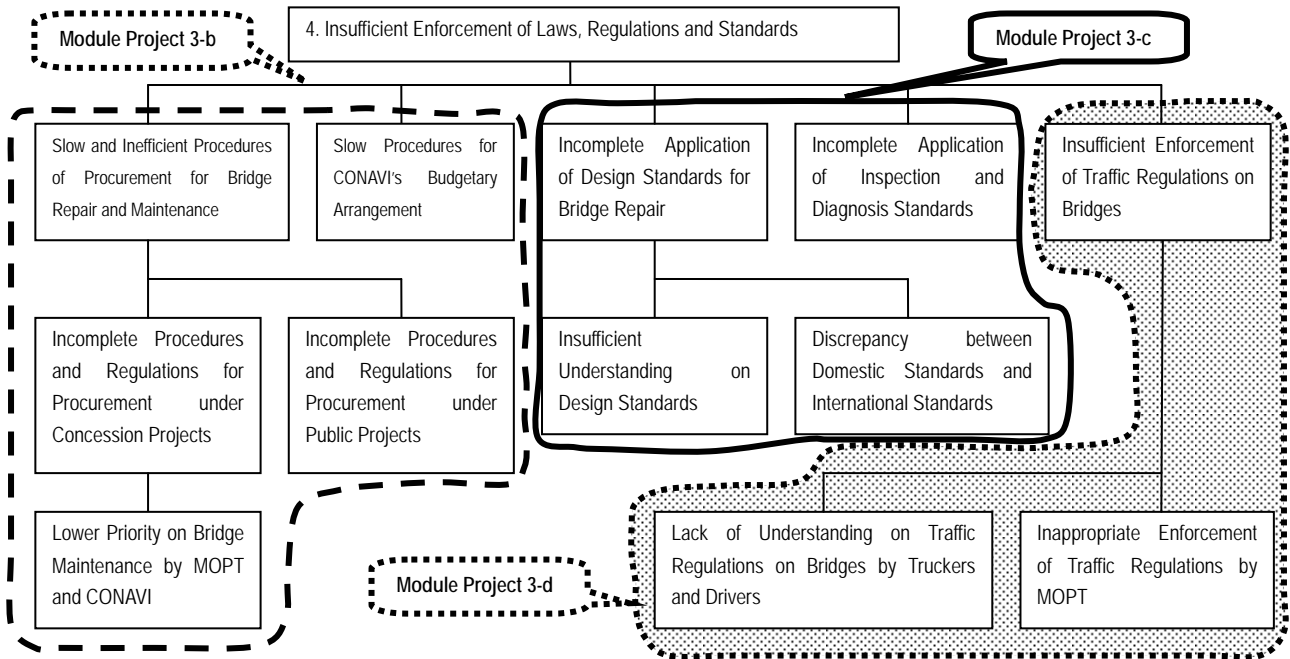 Module Project 3-b
4. Insufficient Enforcement of Laws, Regulations and Standards
Module Project 3-c
Slow and Inefficient Procedures
of Procurement for Bridge
Repair and Maintenance
Slow Procedures for
CONAVI's Budgetary
Arrangement
Incomplete Application
of Design Standards for
Bridge Repair
Incomplete Application
of Inspection and
Diagnosis Standards
Insufficient Enforcement
of Traffic Regulations on
Bridges
Incomplete Procedures
and Regulations for
Procurement under
Concession Projects
Incomplete Procedures
and Regulations for
Procurement under
Public Projects
Insufficient
Understanding on
Design Standards
Discrepancy between
Domestic Standards and
International Standards
Lower Priority on Bridge
Maintenance by MOPT
and CONAVI
Module Project 3-d
Lack of Understanding on Traffic
Regulations on Bridges by Truckers
and Drivers
Inappropriate Enforcement
of Traffic Regulations by
MOPT